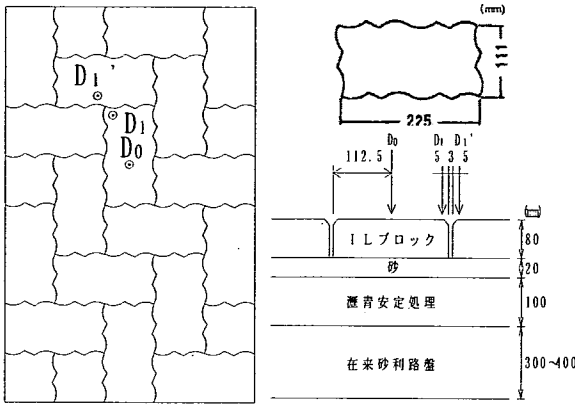 D1'
D1
D0
(mm)
111
225
D0 D1 D1'
112.5 5 3 5
(mm)
ILブロック 80
砂 20
瀝青安定処理 100
在来砂利路盤 300~400